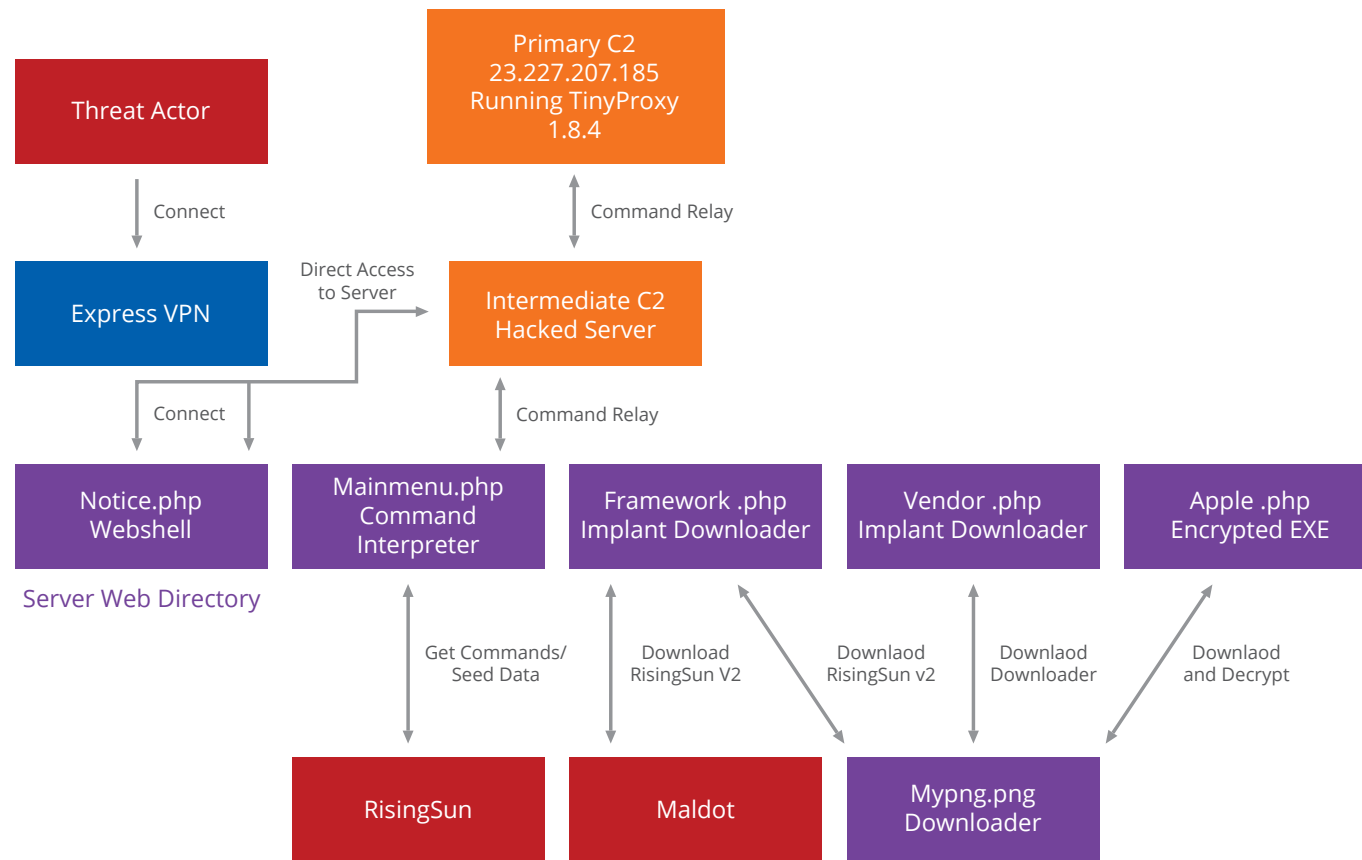 Threat Actor
Primary C2
23.227.207.185
Running TinyProxy
1.8.4
Connect
Command Relay
Express VPN
Direct Access
to Server
Intermediate C2
Hacked Server
Connect
Command Relay
Notice.php
Webshell
Mainmenu.php
Command
Interpreter
Framework .php
Implant Downloader
Vendor .php
Implant Downloader
Apple .php
Encrypted EXE
Server Web Directory
Get Commands/
Seed Data
Download
RisingSun V2
Downlaod
RisingSun v2
Downlaod
Downloader
Downlaod
and Decrypt
RisingSun
Maldot
Mypng.png
Downloader